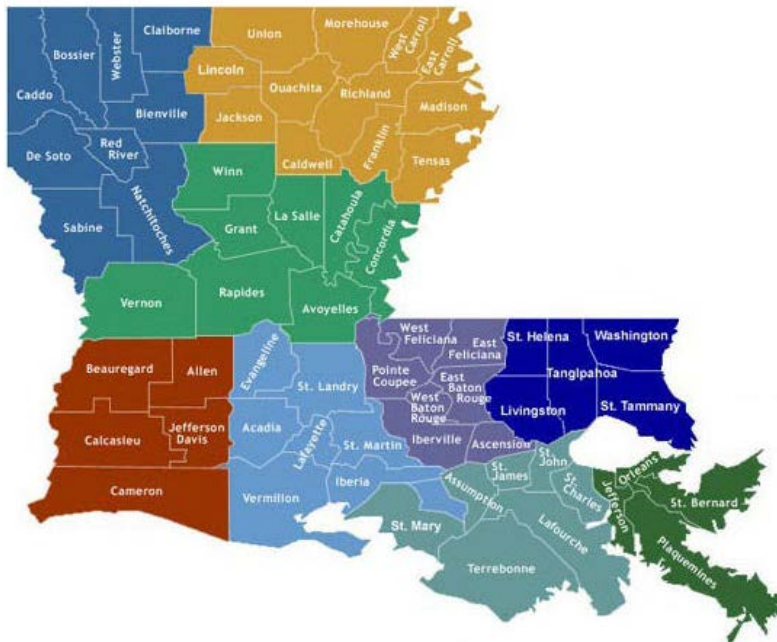 Claiborne
Union
Morehouse
West
Carroll
East
Carroll
Bossier
Webster
Lincoln
Caddo
Ouachita
Richland
Madison
Bienville
Jackson
Franklin
De Soto
Red
River
Winn
Caldwell
Tensas
Natchitoches
La Salle
Catahoula
Sabine
Grant
Concordia
Vernon
Rapides
Avoyelles
West
Feliciana
East
Feliciana
St. Helena
Washington
Evangeline
Beauregard
Allen
St. Landry
Pointe
Coupee
East
Baton
Rouge
Tangipahoa
West
Baton
Rouge
Livingston
St. Tammany
Calcasieu
Jefferson
Davis
Acadia
Lafayette
St. Martin
Iberville
Ascension
Cameron
Vermilion
Iberia
Assumption
St.
James
St.
John
St.
Charles
Orleans
Jefferson
St. Bernard
St. Mary
Lafourche
Plaquemines
Terrebonne